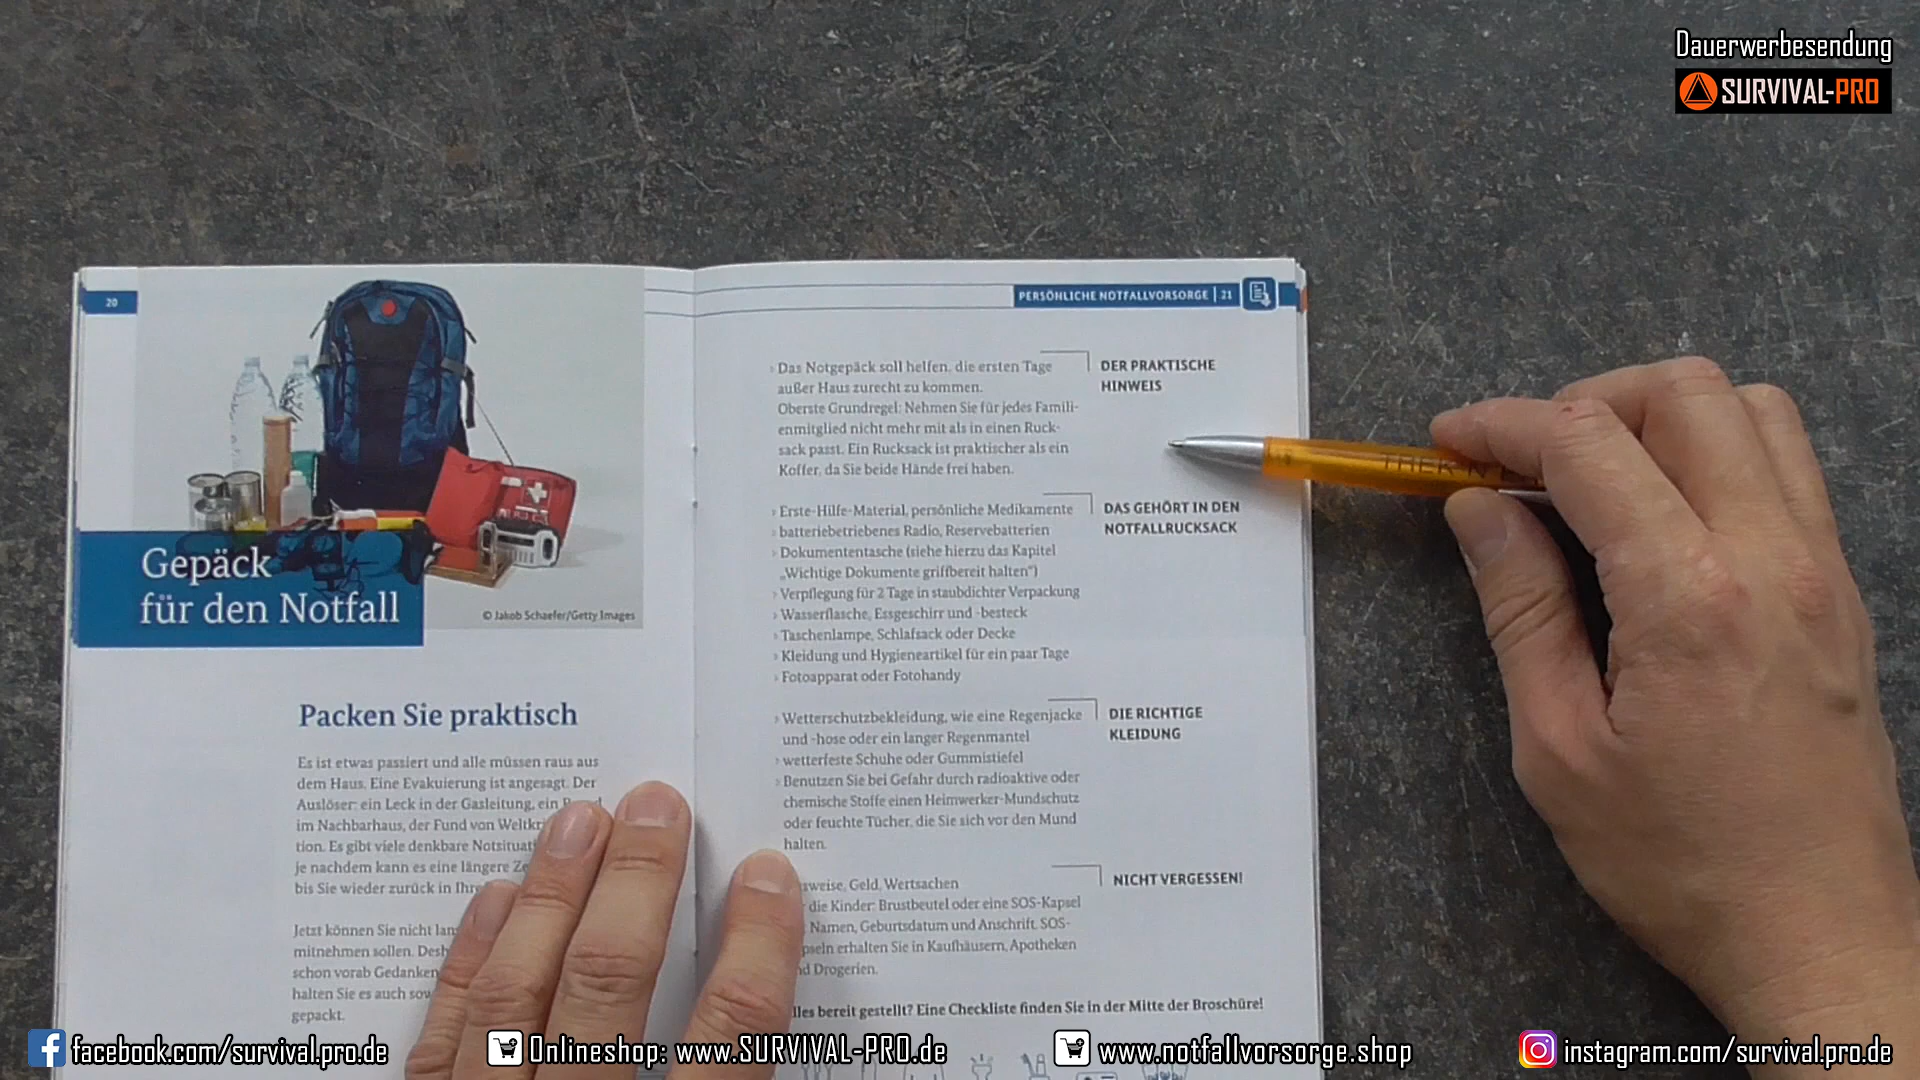 Dauerwerbesendung
SURVIVAL-PRO
20
Gepäck
für den Notfall
© Jakob Schaefer/Getty Images
Packen Sie praktisch
Es ist etwas passiert und alle müssen raus aus
dem Haus. Eine Evakuierung ist angesagt. Der
Auslöser: ein Leck in der Gasleitung, ein
im Nachbarhaus, der Fund von
tion. Es gibt viele denkbare
je nachdem kann es eine längere
bis Sie wieder zurück in
Jetzt können Sie nicht
mitnehmen sollen.
schon vorab Gedanken
halten Sie es auch
gepackt.
PERSÖNLICHE NOTFALLVORSORGE | 21
› Das Notgepäck soll helfen, die ersten Tage
außer Haus zurecht zu kommen.
Oberste Grundregel: Nehmen Sie für jedes Famili-
enmitglied nicht mehr mit als in einen Ruck-
sack passt. Ein Rucksack ist praktischer als ein
Koffer, da Sie beide Hände frei haben.
DER PRAKTISCHE
HINWEIS
› Erste-Hilfe-Material, persönliche Medikamente
› batteriebetriebenes Radio, Reservebatterien
› Dokumententasche (siehe hierzu das Kapitel
„Wichtige Dokumente griffbereit halten“)
› Verpflegung für 2 Tage in staubdichter Verpackung
› Wasserflasche, Essgeschirr und -besteck
› Taschenlampe, Schlafsack oder Decke
› Kleidung und Hygieneartikel für ein paar Tage
› Fotoapparat oder Fotohandy
DAS GEHÖRT IN DEN
NOTFALLRUCKSACK
› Wetterschutzbekleidung, wie eine Regenjacke
und -hose oder ein langer Regenmantel
› wetterfeste Schuhe oder Gummistiefel
› Benutzen Sie bei Gefahr durch radioaktive oder
chemische Stoffe einen Heimwerker-Mundschutz
oder feuchte Tücher, die Sie sich vor den Mund
halten.
DIE RICHTIGE
KLEIDUNG
Geld, Wertsachen
die Kinder: Brustbeutel oder eine SOS-Kapsel
Namen, Geburtsdatum und Anschrift. SOS-
erhalten Sie in Kaufhäusern, Apotheken
Drogerien.
NICHT VERGESSEN!
bereit gestellt? Eine Checkliste finden Sie in der Mitte der Broschüre!
facebook.com/survival.pro.de
Onlineshop: www.SURVIVAL-PRO.de
www.notfallvorsorge.shop
instagram.com/survival.pro.de